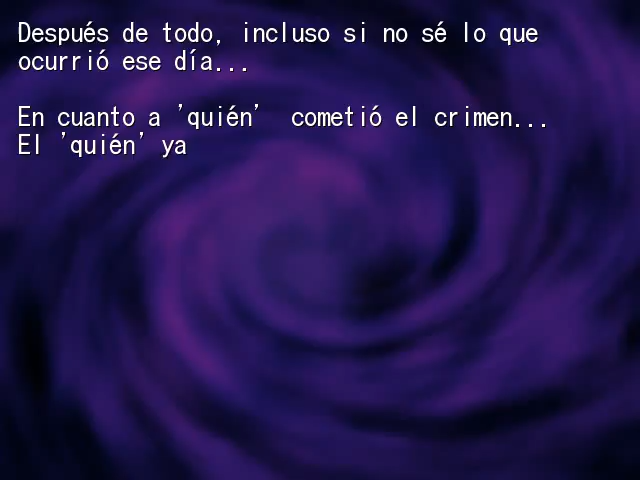 Después de todo, incluso si no sé lo que
ocurrió ese día...
En cuanto a 'quién' cometió el crimen...
El 'quién' ya